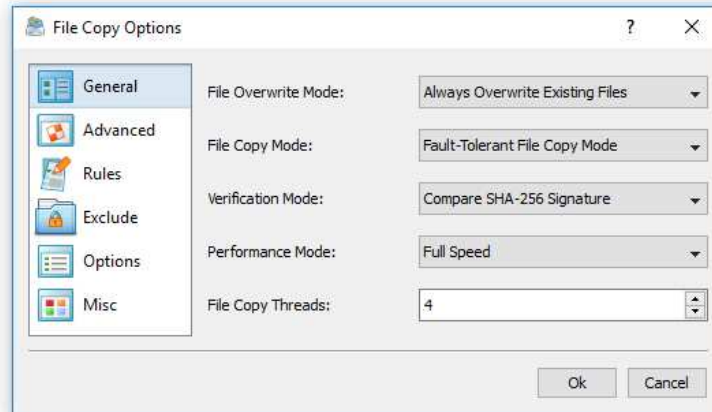 File Copy Options
?
General
Advanced
Rules
Exclude
Options
Misc
File Overwrite Mode: Always Overwrite Existing Files
File Copy Mode: Fault-Tolerant File Copy Mode
Verification Mode: Compare SHA-256 Signature
Performance Mode: Full Speed
File Copy Threads: 4
Ok Cancel